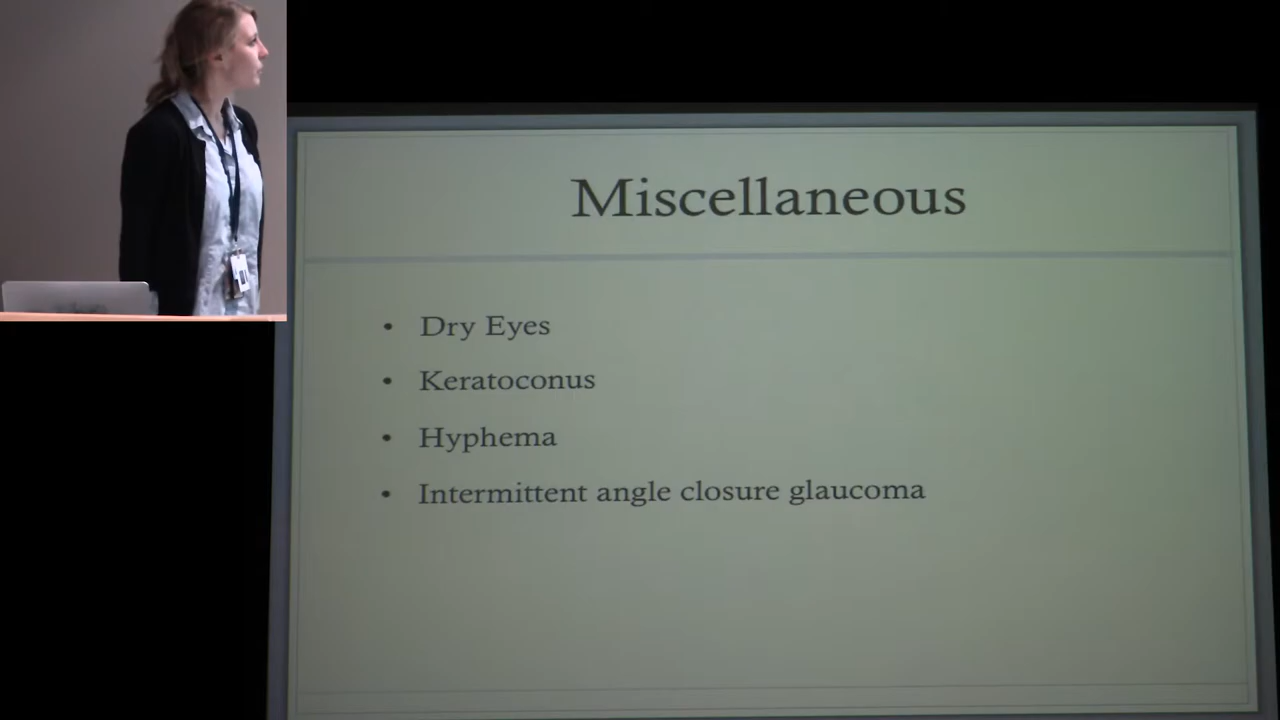 Miscellaneous
• Dry Eyes
• Keratoconus
• Hyphema
• Intermittent angle closure glaucoma